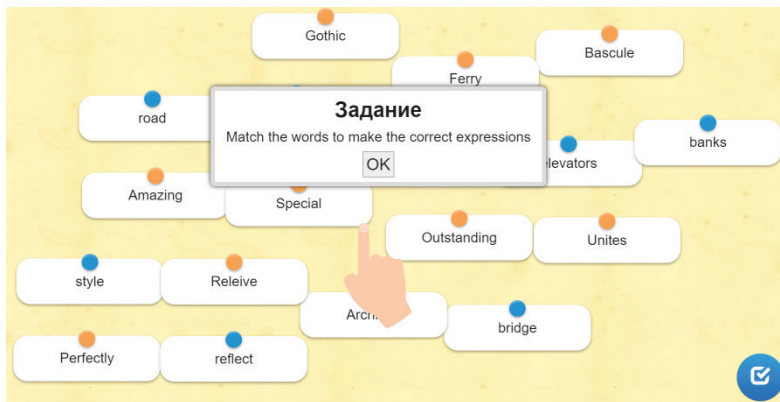 Gothic
Bascule
Ferry
road
Задание
Match the words to make the correct expressions
OK
banks
elevators
Amazing
Special
Outstanding
Unites
style
Releive
bridge
Perfectly
reflect